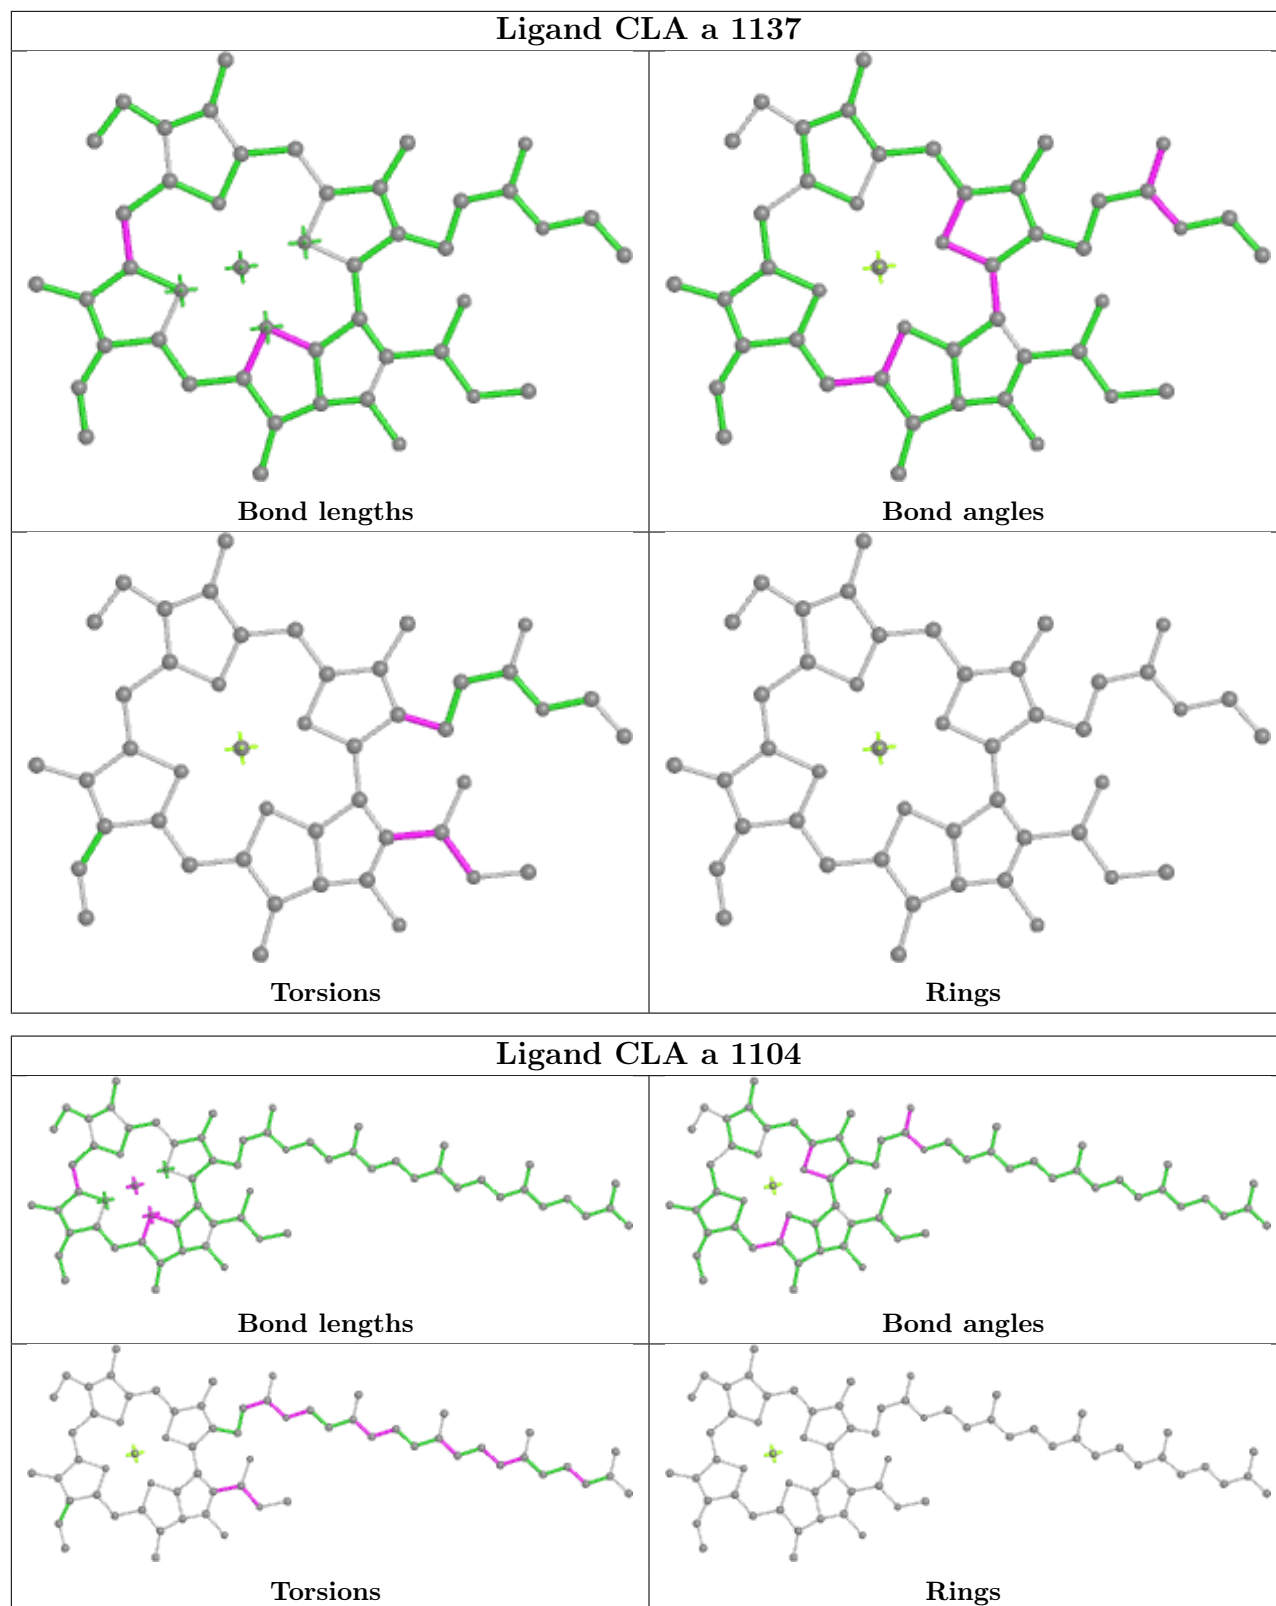 Ligand CLA a 1137
Bond lengths
Bond angles
Torsions
Rings
Ligand CLA a 1104
Bond lengths
Bond angles
Torsions
Rings